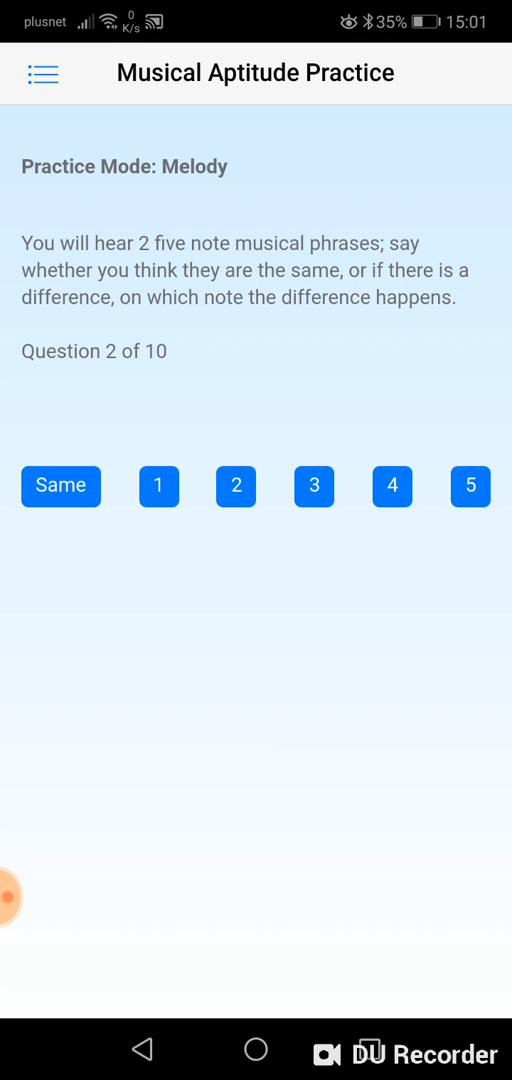 plusnet 0 K/s 35% 15:01
Musical Aptitude Practice
Practice Mode: Melody
You will hear 2 five note musical phrases; say
whether you think they are the same, or if there is a
difference, on which note the difference happens.
Question 2 of 10
Same 1 2 3 4 5
DU Recorder